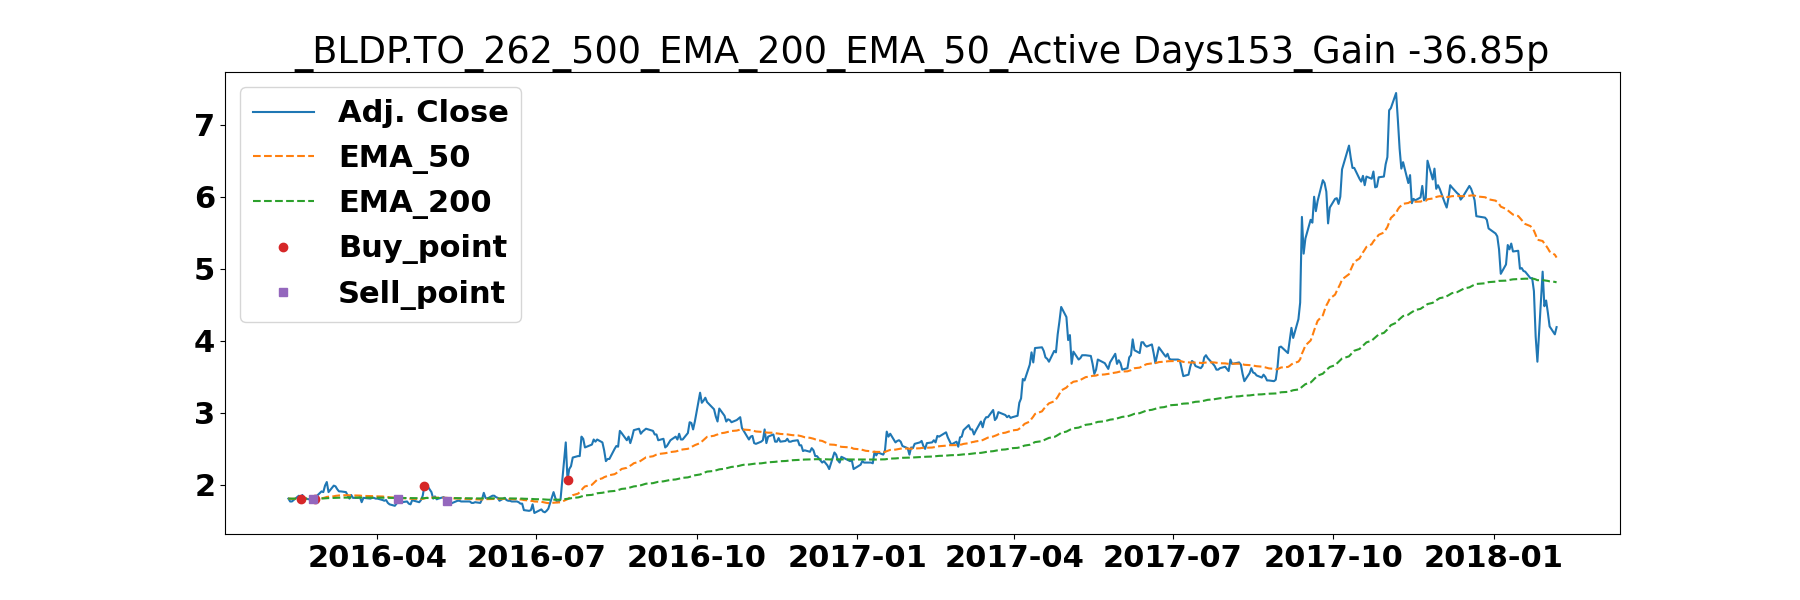 _BLDP.TO_262_500_EMA_200_EMA_50_Active Days153_Gain -36.85p
Adj. Close
EMA_50
EMA_200
Buy_point
Sell_point
7
6
5
4
3
2
2016-04 2016-07 2016-10 2017-01 2017-04 2017-07 2017-10 2018-01